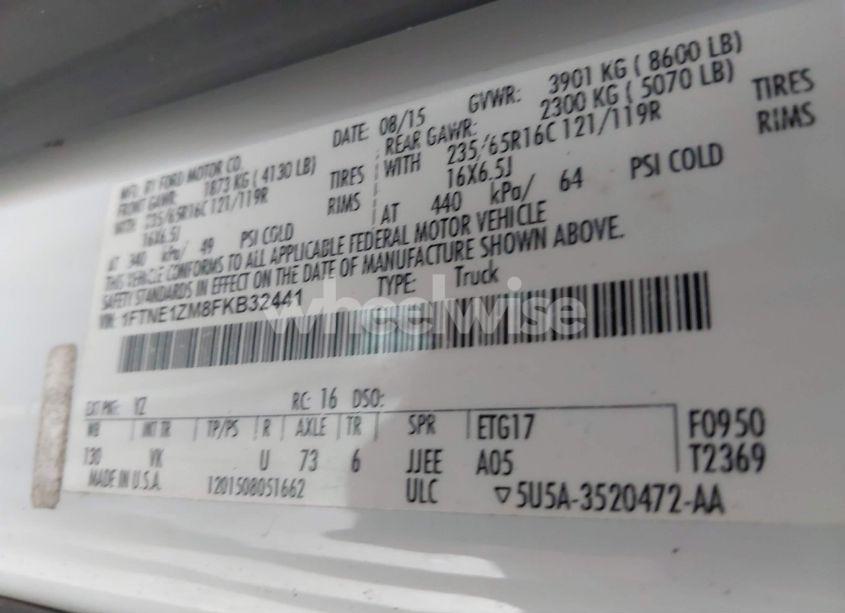 MFD. BY FORD MOTOR CO.
DATE: 08/15 GVWR: 3901 KG ( 8600 LB)
FRONT GAWR: 1873 KG ( 4130 LB) REAR GAWR: 2300 KG ( 5070 LB)
WITH 235/65R16C 121/119R TIRES WITH 235/65R16C 121/119R TIRES
16X6.5J RIMS 16X6.5J RIMS
AT 340 kPa/ 49 PSI COLD AT 440 kPa/ 64 PSI COLD
THIS VEHICLE CONFORMS TO ALL APPLICABLE FEDERAL MOTOR VEHICLE
SAFETY STNDS IN EFFECT ON THE DATE OF MANUFACTURE SHOWN ABOVE.
VIN: 1FTNE1ZM8FKB32441 TYPE: Truck
wheelwise
EXT PNT: YZ RC: 16 DSO:
WB INT TR TP/PS R AXLE TR SPR ETG17 F0950
130 VK U 73 6 JJEE A05 T2369
MADE IN U.S.A. 1201508051662 ULC ▽5U5A-3520472-AA